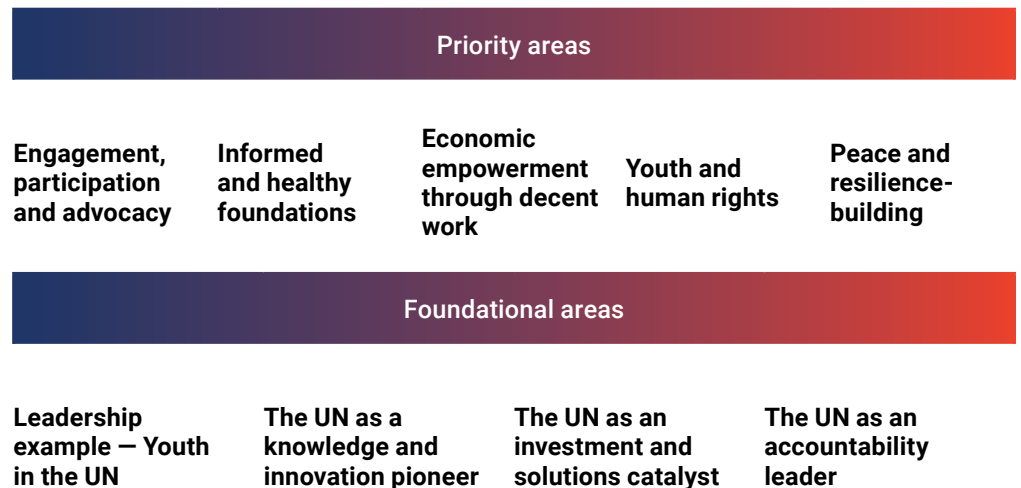 Priority areas
Engagement,
participation
and advocacy
Informed
and healthy
foundations
Economic
empowerment
through decent
work
Youth and
human rights
Peace and
resilience-
building
Foundational areas
Leadership
example — Youth
in the UN
The UN as a
knowledge and
innovation pioneer
The UN as an
investment and
solutions catalyst
The UN as an
accountability
leader